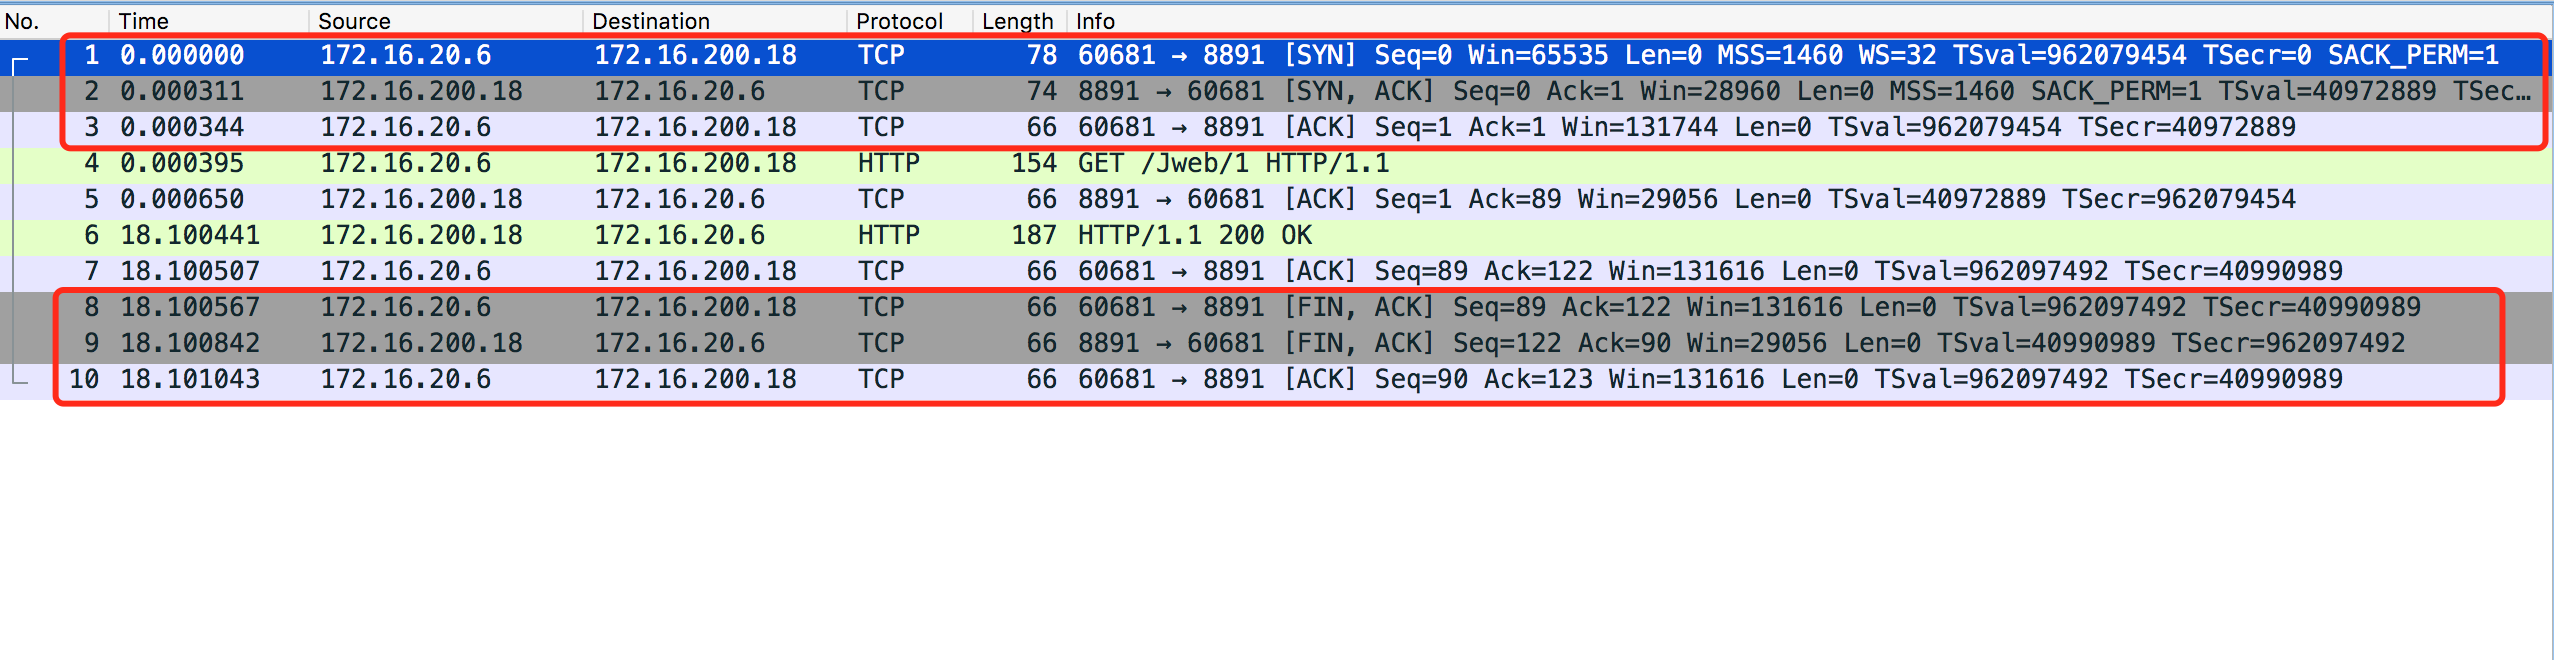 No. Time Source Destination Protocol Length Info
1 0.000000 172.16.20.6 172.16.200.18 TCP 78 60681 → 8891 [SYN] Seq=0 Win=65535 Len=0 MSS=1460 WS=32 TSval=962079454 TSecr=0 SACK_PERM=1
2 0.000311 172.16.200.18 172.16.20.6 TCP 74 8891 → 60681 [SYN, ACK] Seq=0 Ack=1 Win=28960 Len=0 MSS=1460 SACK_PERM=1 TSval=40972889 TSec…
3 0.000344 172.16.20.6 172.16.200.18 TCP 66 60681 → 8891 [ACK] Seq=1 Ack=1 Win=131744 Len=0 TSval=962079454 TSecr=40972889
4 0.000395 172.16.20.6 172.16.200.18 HTTP 154 GET /Jweb/1 HTTP/1.1
5 0.000650 172.16.200.18 172.16.20.6 TCP 66 8891 → 60681 [ACK] Seq=1 Ack=89 Win=29056 Len=0 TSval=40972889 TSecr=962079454
6 18.100441 172.16.200.18 172.16.20.6 HTTP 187 HTTP/1.1 200 OK
7 18.100507 172.16.20.6 172.16.200.18 TCP 66 60681 → 8891 [ACK] Seq=89 Ack=122 Win=131616 Len=0 TSval=962097492 TSecr=40990989
8 18.100567 172.16.20.6 172.16.200.18 TCP 66 60681 → 8891 [FIN, ACK] Seq=89 Ack=122 Win=131616 Len=0 TSval=962097492 TSecr=40990989
9 18.100842 172.16.200.18 172.16.20.6 TCP 66 8891 → 60681 [FIN, ACK] Seq=122 Ack=90 Win=29056 Len=0 TSval=40990989 TSecr=962097492
10 18.101043 172.16.20.6 172.16.200.18 TCP 66 60681 → 8891 [ACK] Seq=90 Ack=123 Win=131616 Len=0 TSval=962097492 TSecr=40990989